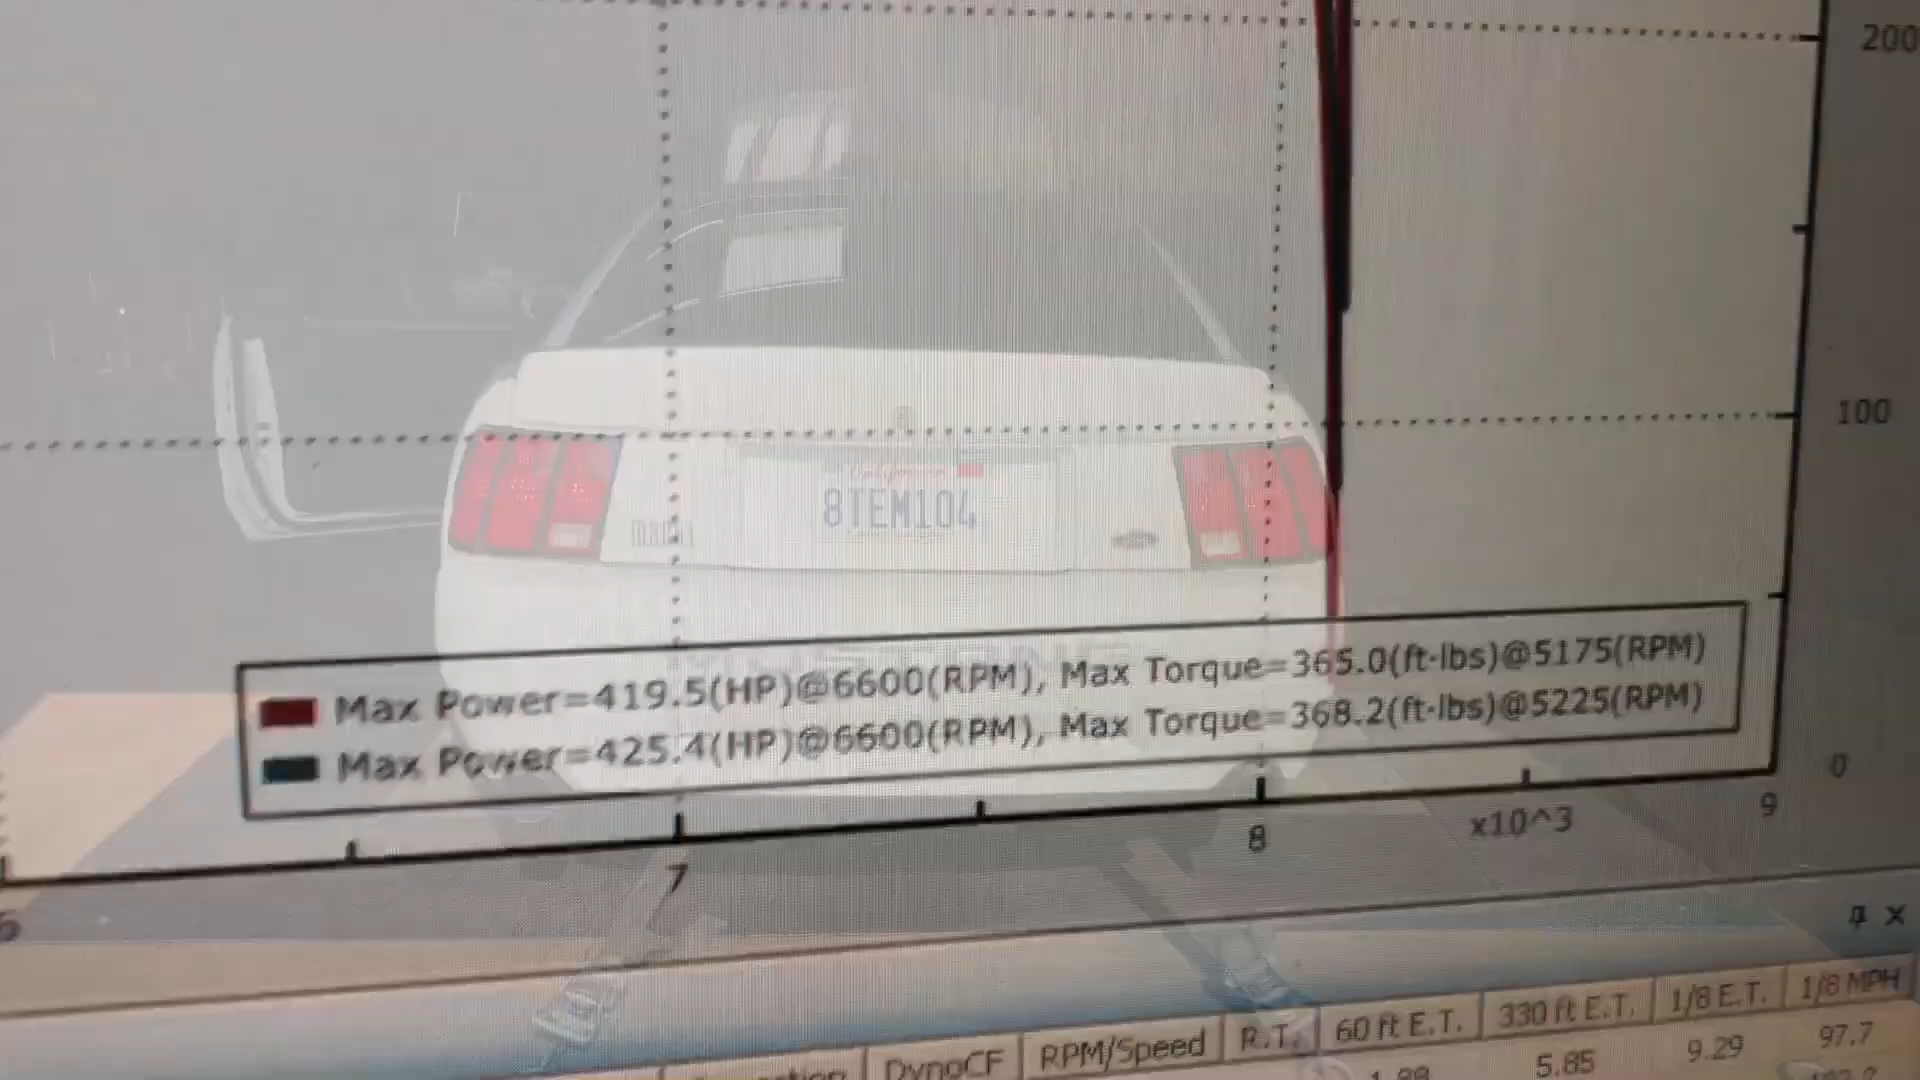 200
100
California
8TEM104
Max Power=419.5(HP)@6600(RPM), Max Torque=365.0(ft-lbs)@5175(RPM)
Max Power=425.4(HP)@6600(RPM), Max Torque=368.2(ft-lbs)@5225(RPM)
0
7
8
x10^3
9
DynoCF RPM/Speed R.T. 60 ft E.T. 330 ft E.T. 1/8 E.T. 1/8 MPH
5.85 9.29 97.7